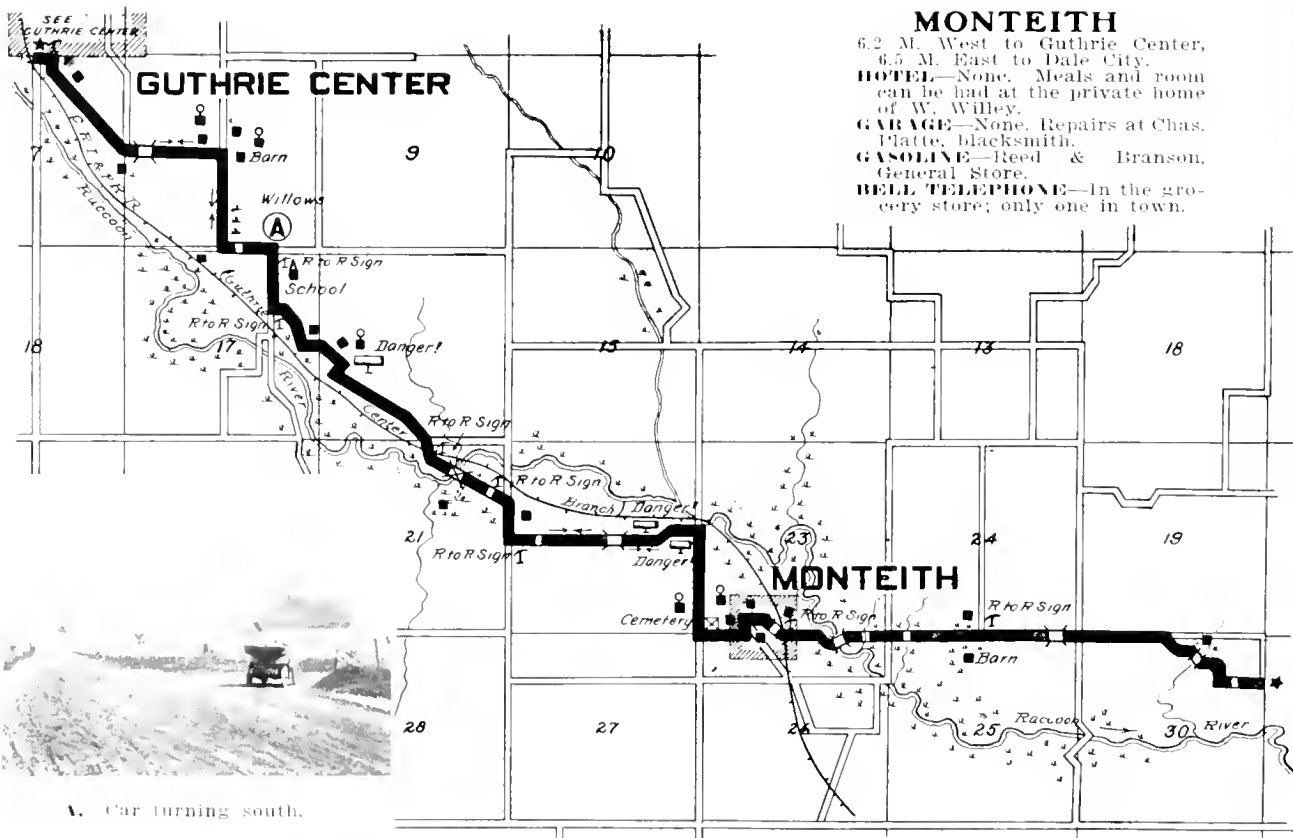 SEE
GUTHRIE CENTER
GUTHRIE CENTER
MONTEITH
6.2 M. West to Guthrie Center,
6.5 M. East to Dale City.
HOTEL—None. Meals and room
can be had at the private home
of W. Willey.
GARAGE—None. Repairs at Chas.
Platte, blacksmith.
GASOLINE—Reed & Branson,
General Store.
BELL TELEPHONE—In the gro-
cery store; only one in town.
7
C R I & P R R
Raccoon
River
Barn
9
10
Willows
A
R to R Sign
School
Guthrie
Center
Branch
R to R Sign
18
17
Danger!
15
14
13
18
R to R Sign
R to R Sign
Danger!
21
R to R Sign
Danger!
23
24
19
MONTEITH
Cemetery
R to R Sign
R to R Sign
Barn
28
27
26
25
Raccoon
30
River
A. Car turning south.